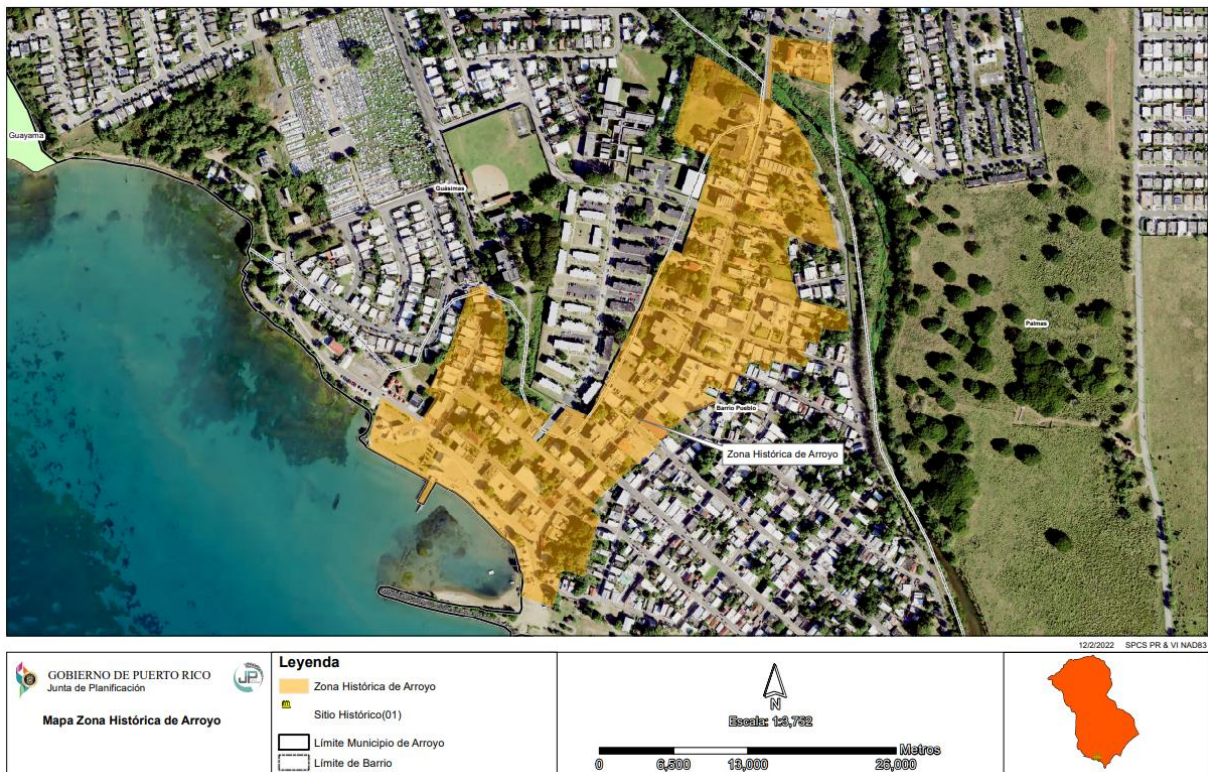 Guayama
Guásimas
Palmas
Barrio Pueblo
Zona Histórica de Arroyo
12/2/2022 SPCS PR & VI NAD83
GOBIERNO DE PUERTO RICO
Junta de Planificación
JP
Mapa Zona Histórica de Arroyo
Leyenda
Zona Histórica de Arroyo
Sitio Histórico(01)
Límite Municipio de Arroyo
Límite de Barrio
N
Escala: 1:3,752
Metros
0 6,500 13,000 26,000